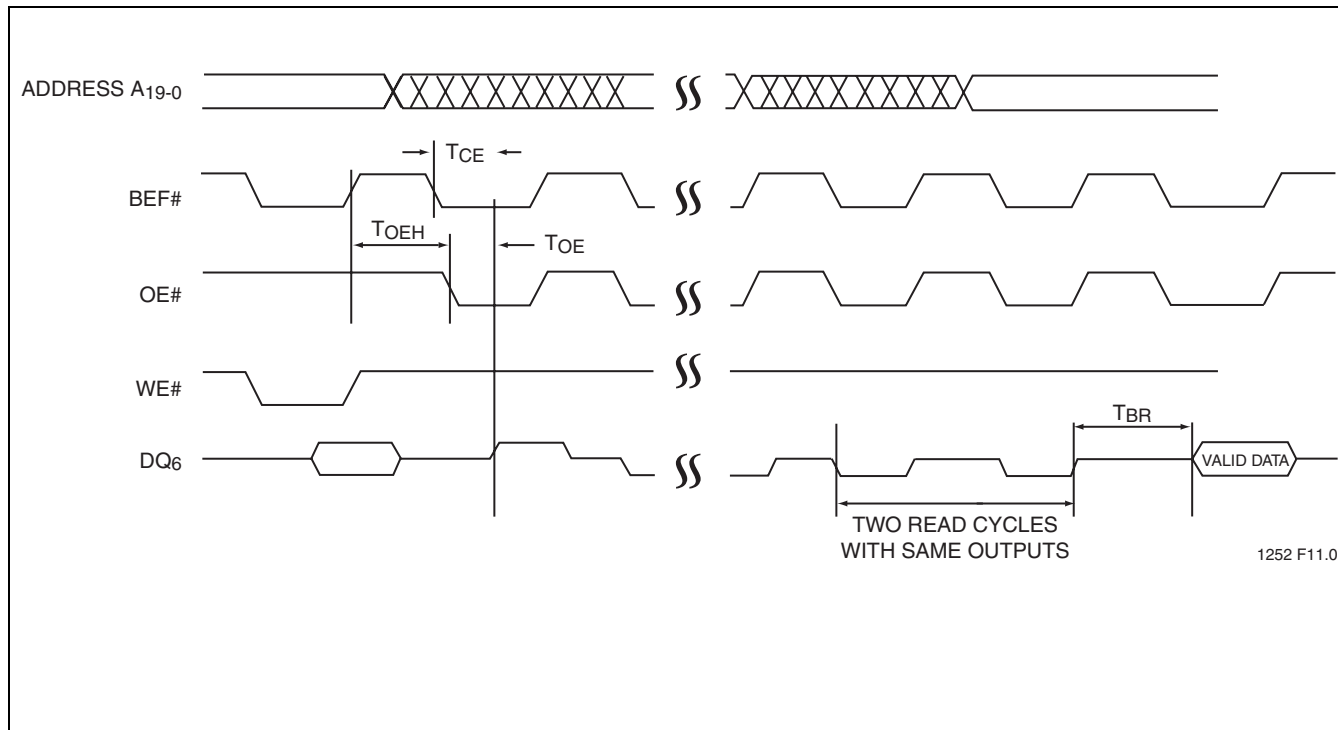 ADDRESS A19-0
TCE
BEF#
TOEH
TOE
OE#
WE#
TBR
DQ6
VALID DATA
TWO READ CYCLES
WITH SAME OUTPUTS
1252 F11.0